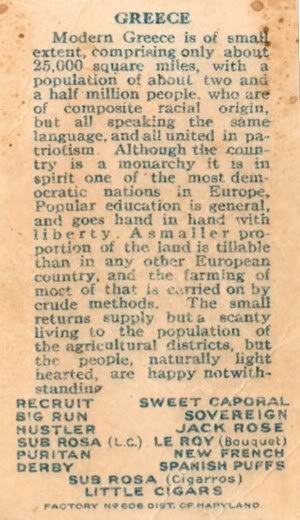 GREECE
Modern Greece is of small
extent, comprising only about
25,000 square miles, with a
population of about two and
a half million people, who are
of composite racial origin,
but all speaking the same
language, and all united in pa-
triotism. Although the coun-
try is a monarchy it is in
spirit one of the most dem-
ocratic nations in Europe,
Popular education is general,
and goes hand in hand with
liberty. A smaller pro-
portion of the land is tillable
than in any other European
country, and the farming of
most of that is carried on by
crude methods. The small
returns supply but a scanty
living to the population of
the agricultural districts, but
the people, naturally light
hearted, are happy notwith-
standing
RECRUIT SWEET CAPORAL
BIG RUN SOVEREIGN
HUSTLER JACK ROSE
SUB ROSA (L.C.) LE ROY (Bouquet)
PURITAN NEW FRENCH
DERBY SPANISH PUFFS
SUB ROSA (Cigarros)
LITTLE CIGARS
FACTORY No 606 DIST. OF MARYLAND